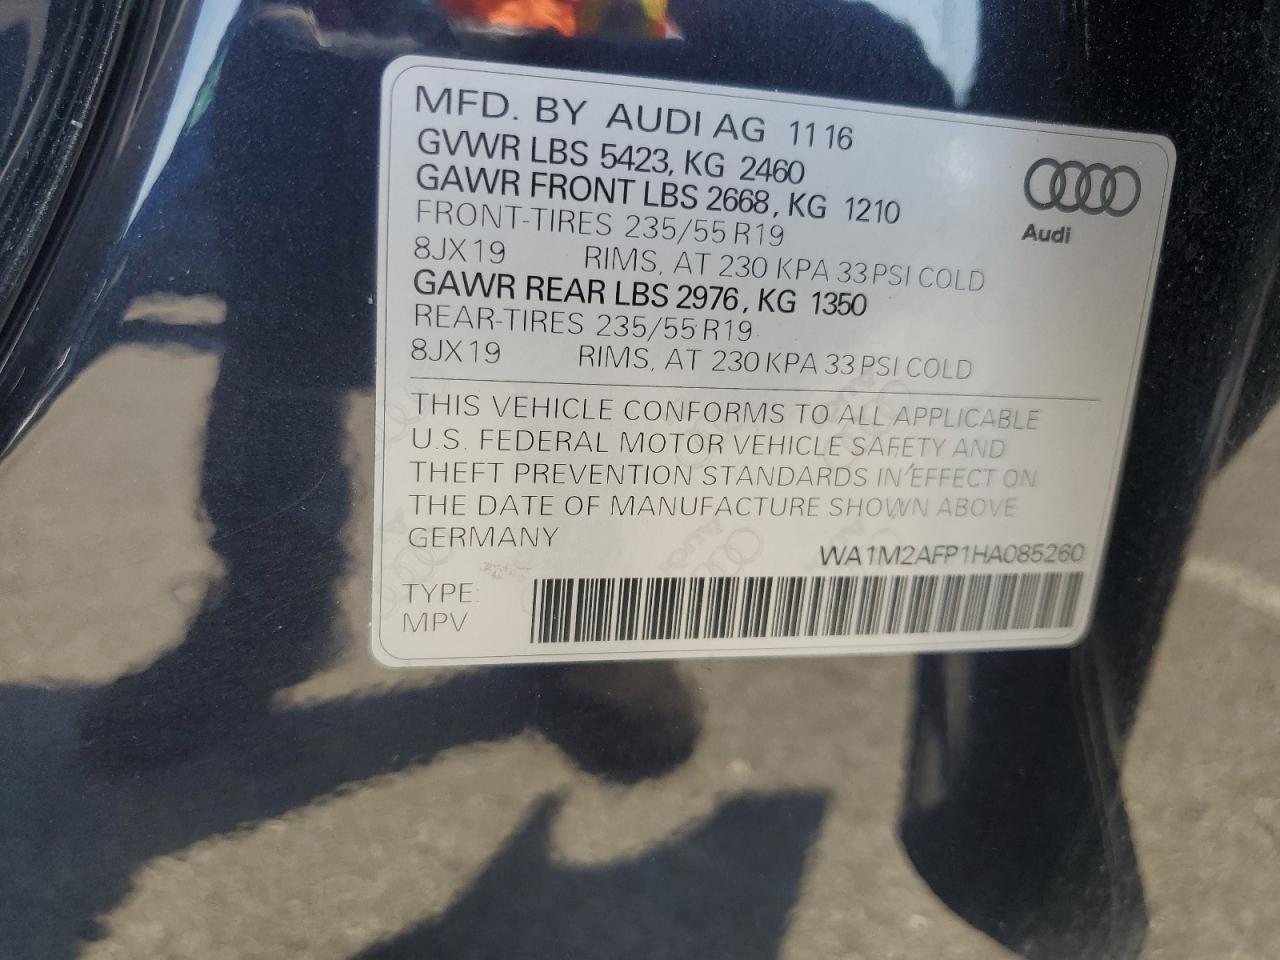 MFD. BY AUDI AG 11 16
GVWR LBS 5423, KG 2460
GAWR FRONT LBS 2668, KG 1210
FRONT-TIRES 235/55 R19
8JX19 RIMS, AT 230 KPA 33 PSI COLD
GAWR REAR LBS 2976, KG 1350
REAR-TIRES 235/55 R19
8JX19 RIMS, AT 230 KPA 33 PSI COLD
Audi
THIS VEHICLE CONFORMS TO ALL APPLICABLE
U.S. FEDERAL MOTOR VEHICLE SAFETY AND
THEFT PREVENTION STANDARDS IN EFFECT ON
THE DATE OF MANUFACTURE SHOWN ABOVE
GERMANY
WA1M2AFP1HA085260
TYPE:
MPV